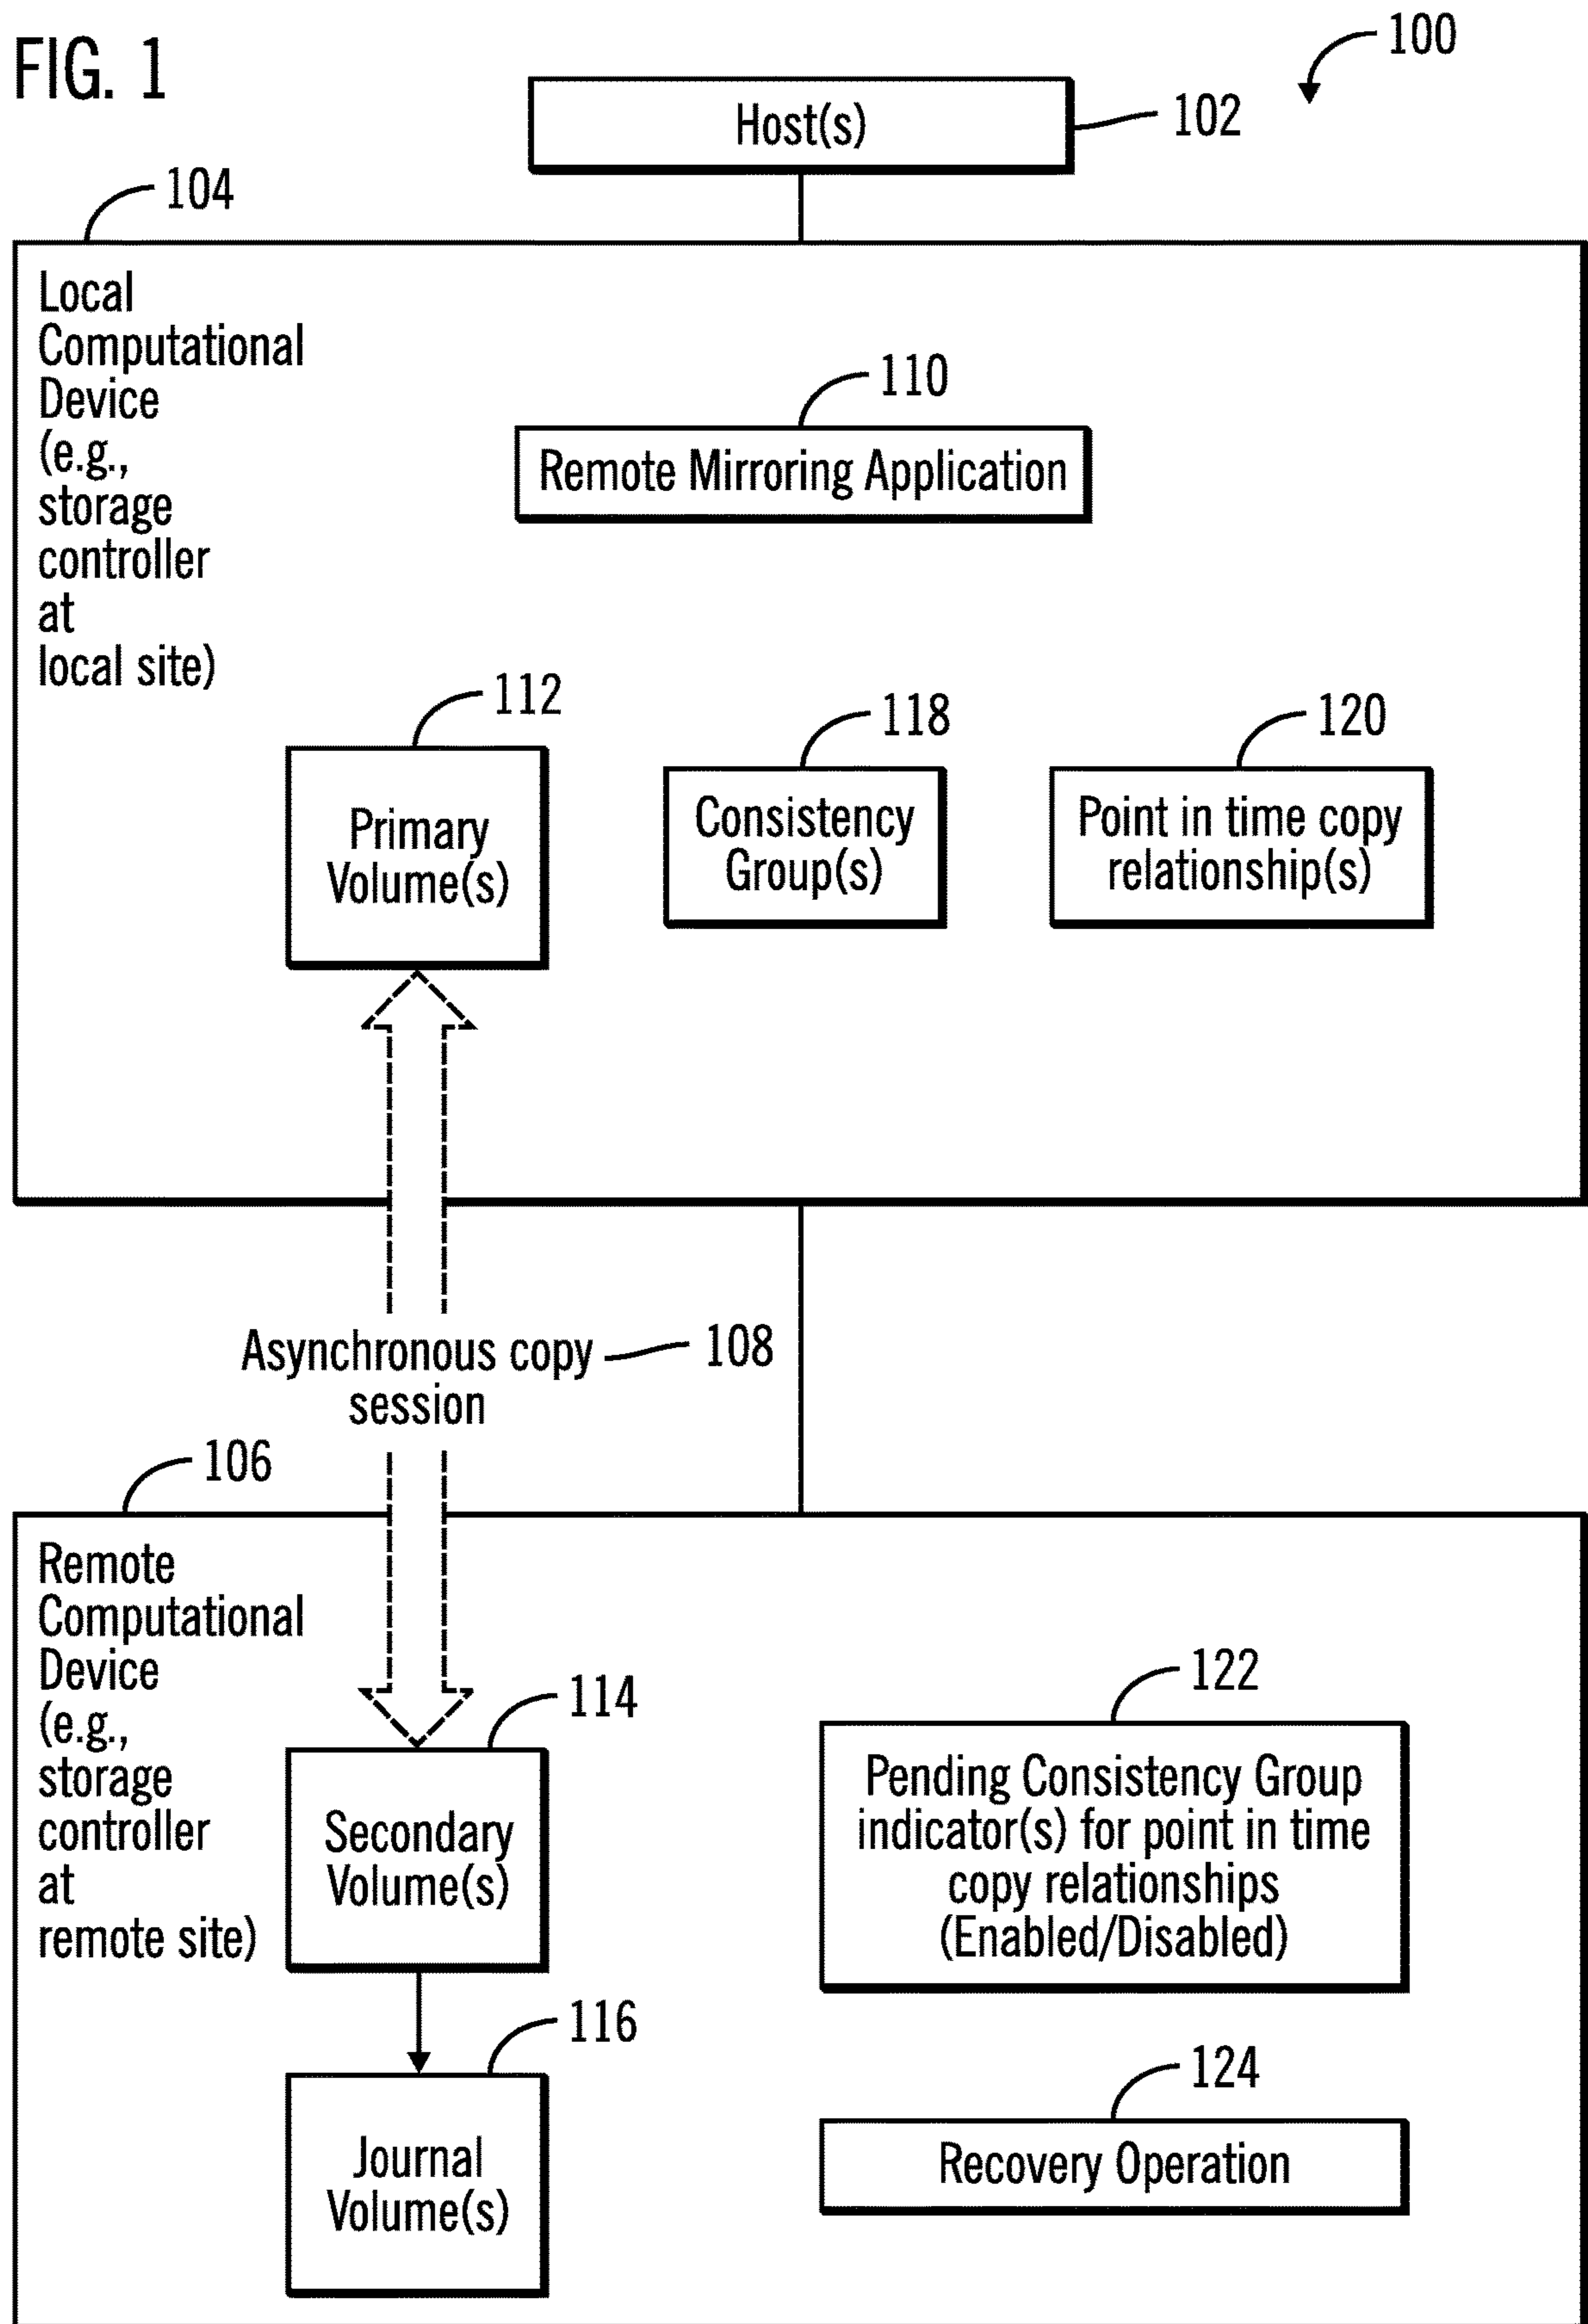 FIG. 1
100
Host(s)
102
104
Local
Computational
Device
(e.g.,
storage
controller
at
local site)
110
Remote Mirroring Application
112
Primary
Volume(s)
118
Consistency
Group(s)
120
Point in time copy
relationship(s)
Asynchronous copy
session
108
106
Remote
Computational
Device
(e.g.,
storage
controller
at
remote site)
114
Secondary
Volume(s)
122
Pending Consistency Group
indicator(s) for point in time
copy relationships
(Enabled/Disabled)
116
Journal
Volume(s)
124
Recovery Operation